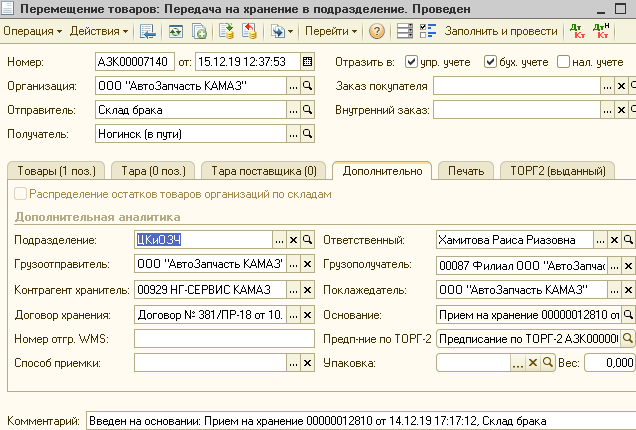 Перемещение товаров: Передача на хранение в подразделение. Проведен
Операция Действия Перейти Заполнить и провести Дт Кт Дт Н Кт
Номер: АЗК00007140 от: 15.12.19 12:37:53 Отразить в: упр. учете бух. учете нал. учете
Организация: ООО "АвтоЗапчасть КАМАЗ" ... Заказ покупателя ...
Отправитель: Склад брака ... Внутренний заказ: ...
Получатель: Ногинск (в пути) ...
Товары (1 поз.) Тара (0 поз.) Тара поставщика (0) Дополнительно Печать ТОРГ2 (выданный)
Распределение остатков товаров организаций по складам
Дополнительная аналитика
Подразделение: ЦКиОЗЧ ... Ответственный: Хамитова Раиса Риазовна ...
Грузоотправитель: ООО "АвтоЗапчасть КАМАЗ" ... Грузополучатель: 00087 Филиал ООО "АвтоЗапчас ...
Контрагент хранитель: 00929 НГ-СЕРВИС КАМАЗ ... Поклажедатель: ООО "АвтоЗапчасть КАМАЗ" ...
Договор хранения: Договор № 381/ПР-18 от 10. ... Основание: Прием на хранение 00000012810 от
Номер отгр. WMS: Предп-ние по ТОРГ-2 Предписание по ТОРГ-2 АЗК00000
Способ приемки: ... Упаковка: ... Вес: 0,000
Комментарий: Введен на основании: Прием на хранение 00000012810 от 14.12.19 17:17:12, Склад брака